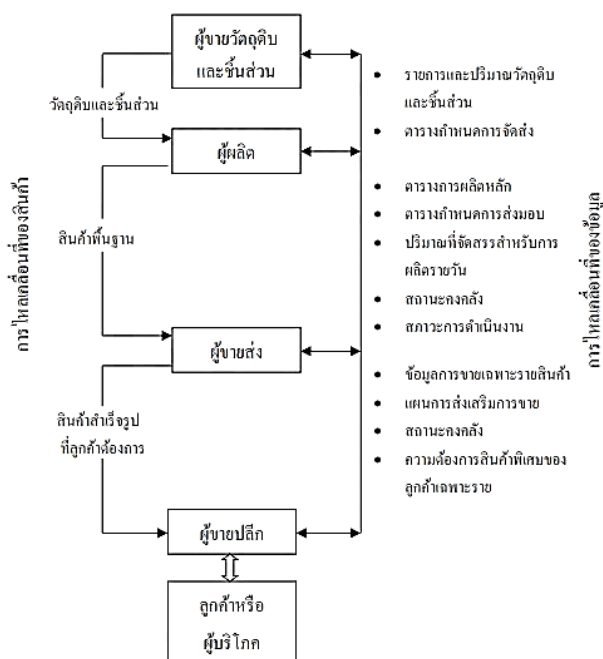 ผู้ขายวัตถุดิบ
และชิ้นส่วน
วัตถุดิบและชิ้นส่วน
ผู้ผลิต
สินค้าพื้นฐาน
ผู้ขายส่ง
สินค้าสำเร็จรูป
ที่ลูกค้าต้องการ
ผู้ขายปลีก
ลูกค้าหรือ
ผู้บริโภค
การไหลเคลื่อนที่ของสินค้า
• รายการและปริมาณวัตถุดิบ
และชิ้นส่วน
• ตารางกำหนดการจัดส่ง
• ตารางการผลิตหลัก
• ตารางกำหนดการส่งมอบ
• ปริมาณที่จัดสรรสำหรับการ
ผลิตรายวัน
• สถานะคงคลัง
• สภาวะการดำเนินงาน
• ข้อมูลการขายเฉพาะรายสินค้า
• แผนการส่งเสริมการขาย
• สถานะคงคลัง
• ความต้องการสินค้าพิเศษของ
ลูกค้าเฉพาะราย
การไหลเคลื่อนที่ของข้อมูล